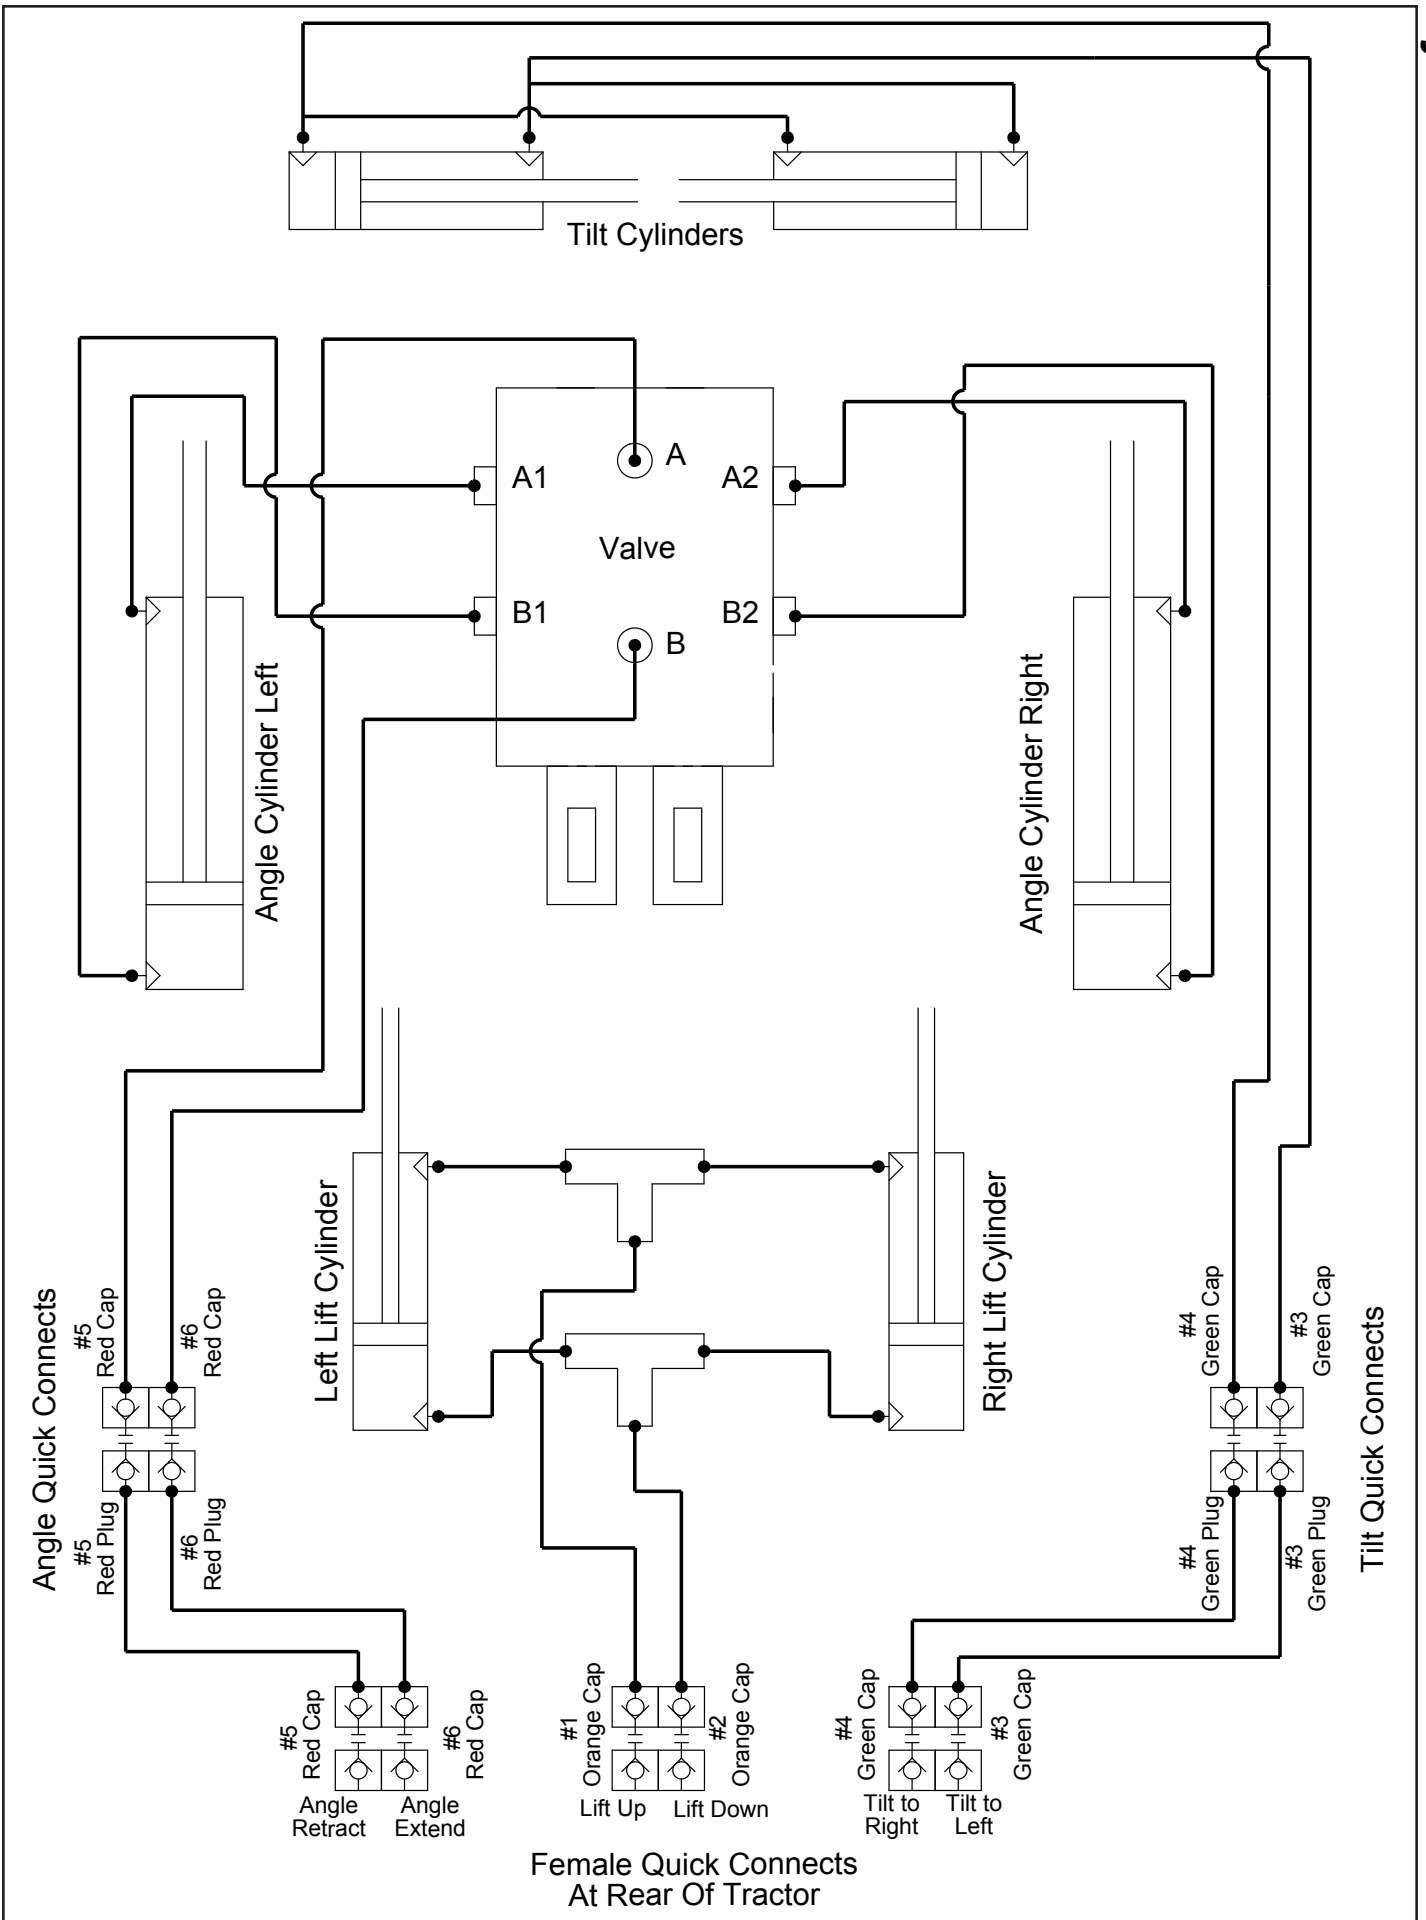 Tilt Cylinders
A
A1
A2
Valve
B1
B2
B
Angle Cylinder Left
Angle Cylinder Right
Left Lift Cylinder
Right Lift Cylinder
Angle Quick Connects
#5
Red Cap
#6
Red Cap
#5
Red Plug
#6
Red Plug
#4
Green Cap
#3
Green Cap
#4
Green Plug
#3
Green Plug
Tilt Quick Connects
#5
Red Cap
#6
Red Cap
#1
Orange Cap
#2
Orange Cap
#4
Green Cap
#3
Green Cap
Angle
Retract
Angle
Extend
Lift Up
Lift Down
Tilt to
Right
Tilt to
Left
Female Quick Connects
At Rear Of Tractor